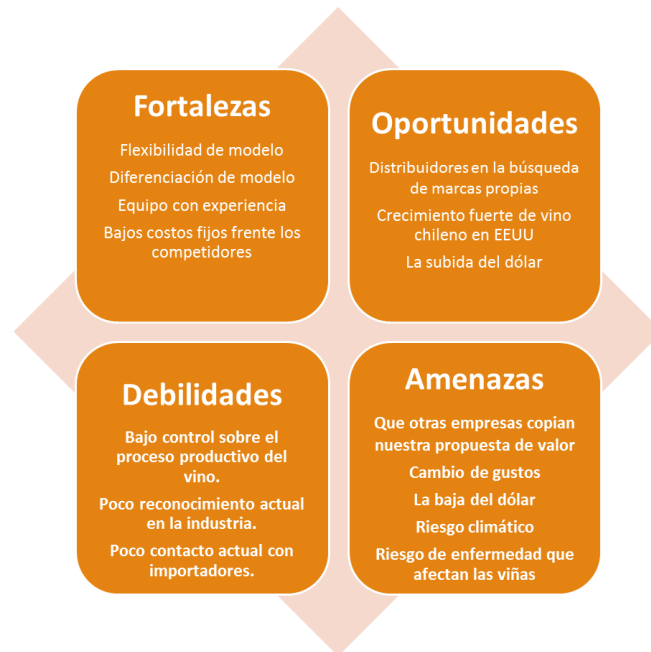 Fortalezas
Flexibilidad de modelo
Diferenciación de modelo
Equipo con experiencia
Bajos costos fijos frente los
competidores
Oportunidades
Distribuidores en la búsqueda
de marcas propias
Crecimiento fuerte de vino
chileno en EEUU
La subida del dólar
Debilidades
Bajo control sobre el
proceso productivo del
vino.
Poco reconocimiento actual
en la industria.
Poco contacto actual con
importadores.
Amenazas
Que otras empresas copian
nuestra propuesta de valor
Cambio de gustos
La baja del dólar
Riesgo climático
Riesgo de enfermedad que
afectan las viñas